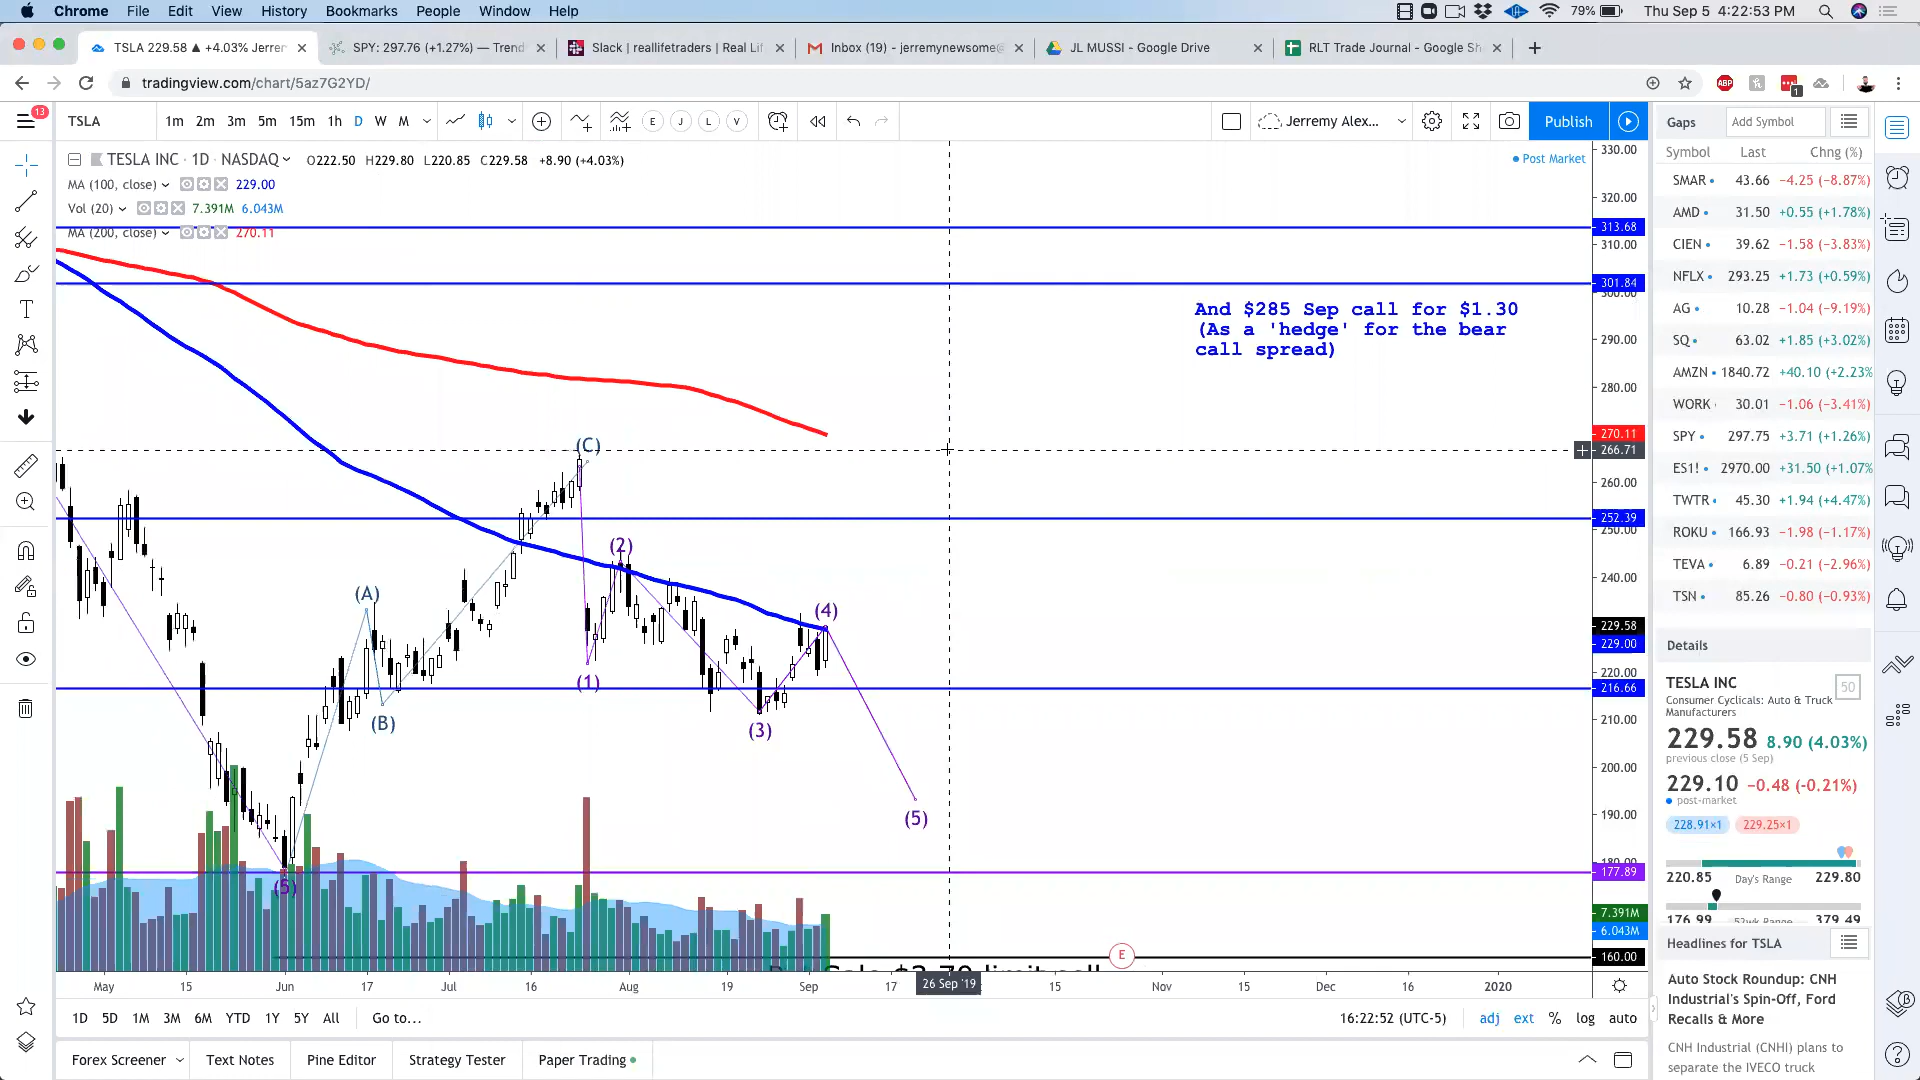 Chrome File Edit View History Bookmarks People Window Help
79% Thu Sep 5 4:22:53 PM
TSLA 229.58 ▲ +4.03% Jerrer
SPY: 297.76 (+1.27%) — Trend
Slack | reallifetraders | Real Lif
Inbox (19) - jerremynewsome@
JL MUSSI - Google Drive
RLT Trade Journal - Google Sh
tradingview.com/chart/5az7G2YD/
ABP
1
13
TSLA 1m 2m 3m 5m 15m 1h D W M
E J L V
Jerremy Alex...
Publish
TESLA INC · 1D · NASDAQ O222.50 H229.80 L220.85 C229.58 +8.90 (+4.03%)
MA (100, close) 229.00
Vol (20) 7.391M 6.043M
MA (200, close) 270.11
Post Market
And $285 Sep call for $1.30
(As a 'hedge' for the bear
call spread)
(C)
(2)
(A)
(4)
(1)
(B)
(3)
(5)
(5)
E
330.00
320.00
313.68
310.00
301.84
300.00
290.00
280.00
270.11
266.71
260.00
252.39
250.00
240.00
229.58
229.00
220.00
216.66
210.00
200.00
190.00
180.00
177.89
7.391M
6.043M
160.00
May 15 Jun 17 Jul 16 Aug 19 Sep 17 26 Sep '19 15 Nov 15 Dec 16 2020
1D 5D 1M 3M 6M YTD 1Y 5Y All Go to...
16:22:52 (UTC-5) adj ext % log auto
Forex Screener Text Notes Pine Editor Strategy Tester Paper Trading
Gaps Add Symbol
Symbol Last Chng (%)
SMAR 43.66 −4.25 (−8.87%)
AMD 31.50 +0.55 (+1.78%)
CIEN 39.62 −1.58 (−3.83%)
NFLX 293.25 +1.73 (+0.59%)
AG 10.28 −1.04 (−9.19%)
SQ 63.02 +1.85 (+3.02%)
AMZN 1840.72 +40.10 (+2.23%
WORK 30.01 −1.06 (−3.41%)
SPY 297.75 +3.71 (+1.26%)
ES1! 2970.00 +31.50 (+1.07%
TWTR 45.30 +1.94 (+4.47%)
ROKU 166.93 −1.98 (−1.17%)
TEVA 6.89 −0.21 (−2.96%)
TSN 85.26 −0.80 (−0.93%)
Details
TESLA INC 50
Consumer Cyclicals: Auto & Truck
Manufacturers
229.58 8.90 (4.03%)
previous close (5 Sep)
229.10 −0.48 (-0.21%)
post-market
228.91×1 229.25×1
220.85 Day's Range 229.80
176.99 52wk Range 379.49
Headlines for TSLA
Auto Stock Roundup: CNH
Industrial's Spin-Off, Ford
Recalls & More
CNH Industrial (CNHI) plans to
separate the IVECO truck